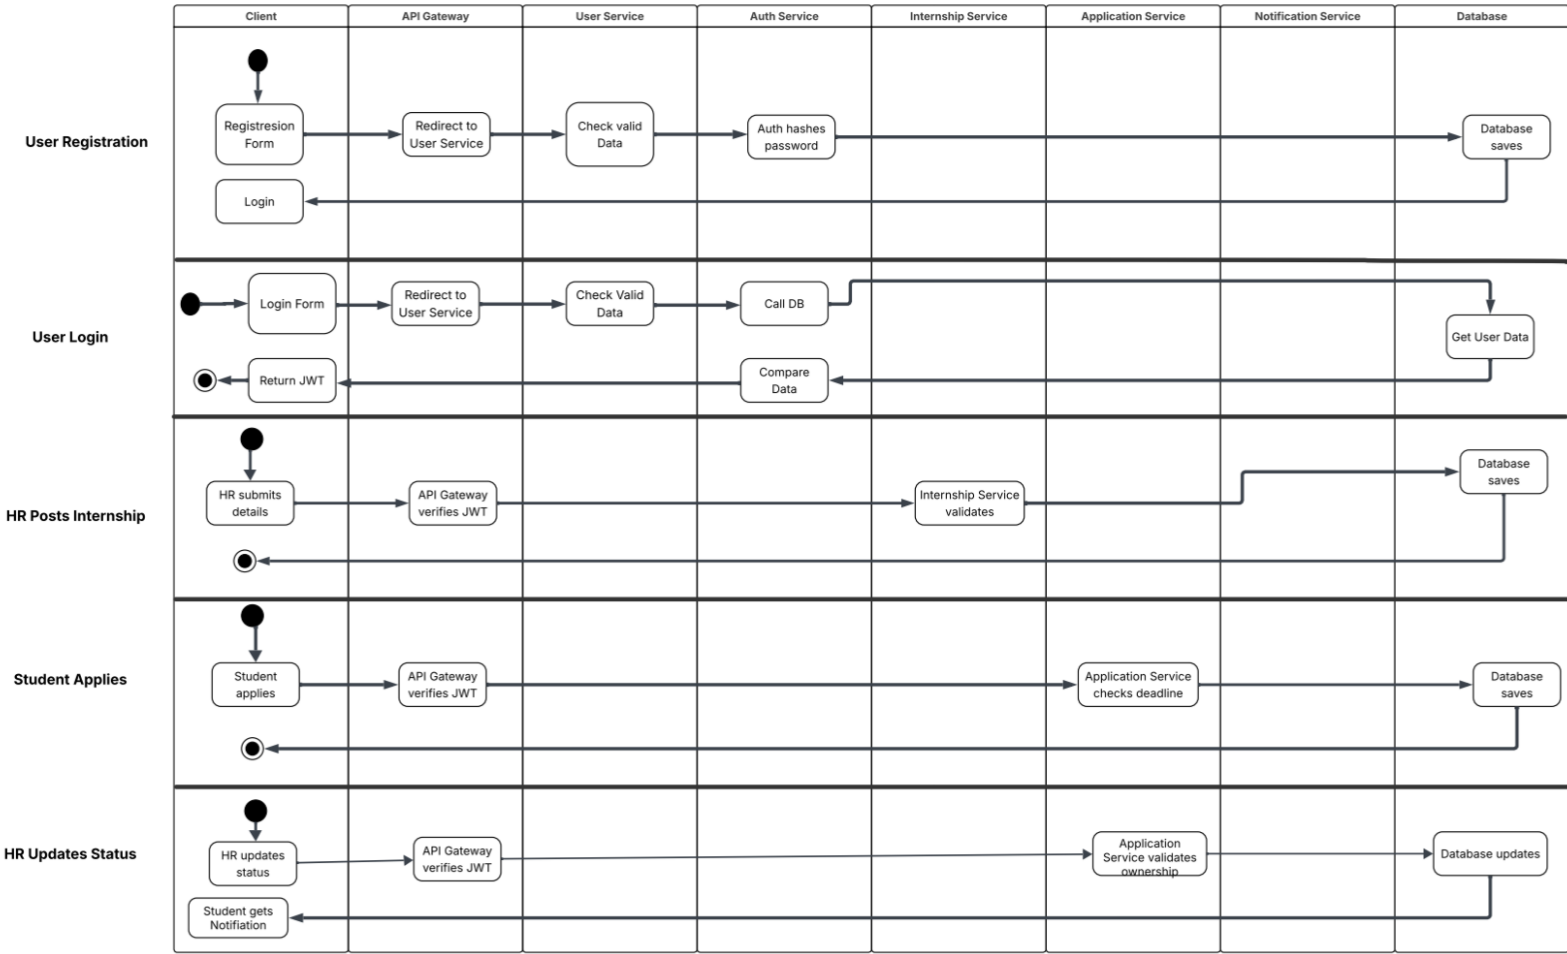 Client
API Gateway
User Service
Auth Service
Internship Service
Application Service
Notification Service
Database
User Registration
Registresion
Form
Redirect to
User Service
Check valid
Data
Auth hashes
password
Database
saves
Login
User Login
Login Form
Redirect to
User Service
Check Valid
Data
Call DB
Get User Data
Return JWT
Compare
Data
HR Posts Internship
HR submits
details
API Gateway
verifies JWT
Internship Service
validates
Database
saves
Student Applies
Student
applies
API Gateway
verifies JWT
Application Service
checks deadline
Database
saves
HR Updates Status
HR updates
status
API Gateway
verifies JWT
Application
Service validates
ownership
Database updates
Student gets
Notifiation